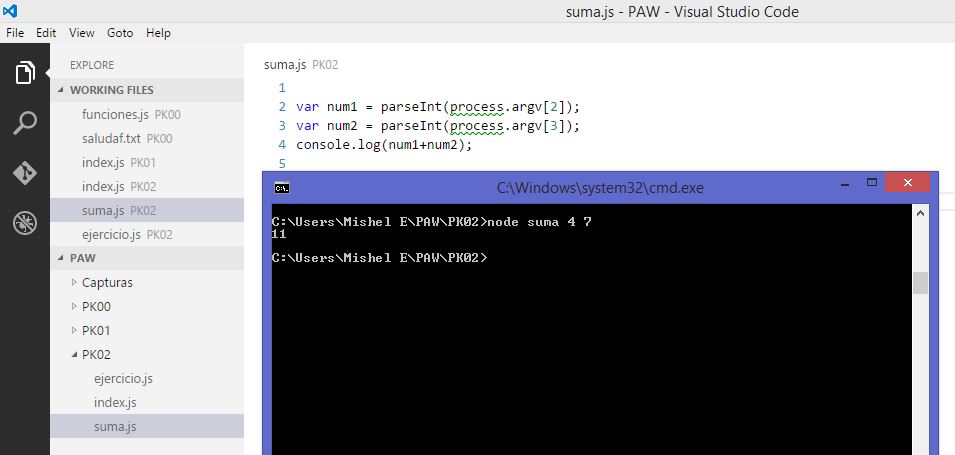 suma.js - PAW - Visual Studio Code
File Edit View Goto Help
EXPLORE
WORKING FILES
funciones.js PK00
saludaf.txt PK00
index.js PK01
index.js PK02
suma.js PK02
ejercicio.js PK02
PAW
Capturas
PK00
PK01
PK02
ejercicio.js
index.js
suma.js
suma.js PK02
1
2 var num1 = parseInt(process.argv[2]);
3 var num2 = parseInt(process.argv[3]);
4 console.log(num1+num2);
5
C:\Windows\system32\cmd.exe
C:\Users\Mishel E\PAW\PK02>node suma 4 7
11
C:\Users\Mishel E\PAW\PK02>